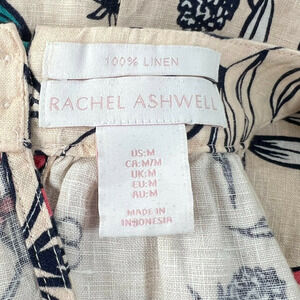 100% LINEN
RACHEL ASHWELL
US:M
CA:M/M
UK:M
EU:M
AU:M
MADE IN
INDONESIA